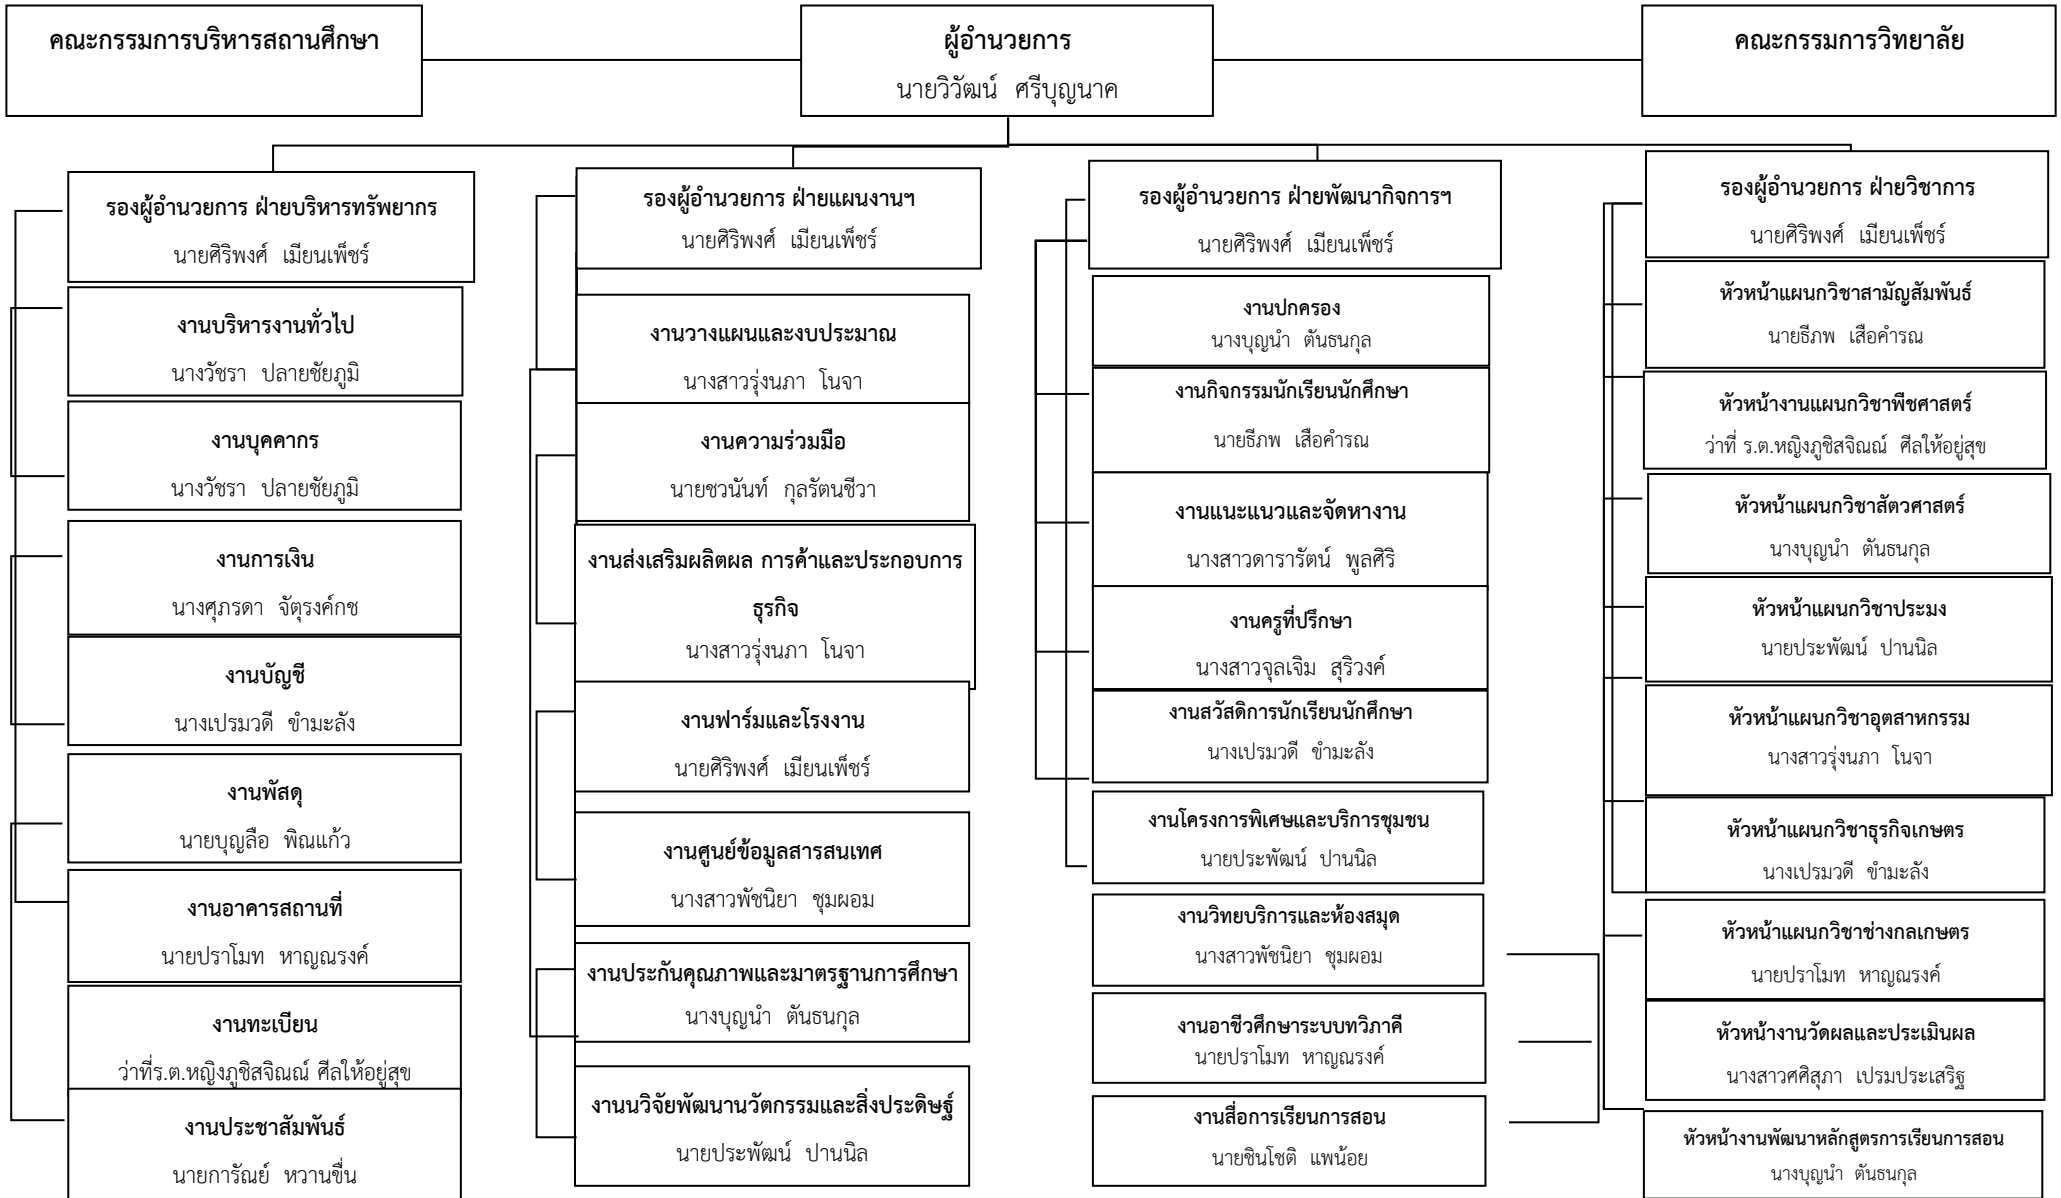 คณะกรรมการบริหารสถานศึกษา
ผู้อำนวยการ
นายวิวัฒน์ ศรีบุญนาค
คณะกรรมการวิทยาลัย
รองผู้อำนวยการ ฝ่ายบริหารทรัพยากร
นายศิริพงศ์ เมียนเพ็ชร์
งานบริหารงานทั่วไป
นางวัชรา ปลายชัยภูมิ
งานบุคคากร
นางวัชรา ปลายชัยภูมิ
งานการเงิน
นางศุภรดา จัตุรงค์กช
งานบัญชี
นางเปรมวดี ขำมะลัง
งานพัสดุ
นายบุญลือ พิณแก้ว
งานอาคารสถานที่
นายปราโมท หาญณรงค์
งานทะเบียน
ว่าที่ร.ต.หญิงภูชิสจิณณ์ ศีลให้อยู่สุข
งานประชาสัมพันธ์
นายการัณย์ หวานขื่น
รองผู้อำนวยการ ฝ่ายแผนงานฯ
นายศิริพงศ์ เมียนเพ็ชร์
งานวางแผนและงบประมาณ
นางสาวรุ่งนภา โนจา
งานความร่วมมือ
นายชวนันท์ กุลรัตนชีวา
งานส่งเสริมผลิตผล การค้าและประกอบการ
ธุรกิจ
นางสาวรุ่งนภา โนจา
งานฟาร์มและโรงงาน
นายศิริพงศ์ เมียนเพ็ชร์
งานศูนย์ข้อมูลสารสนเทศ
นางสาวพัชนิยา ชุมผอม
งานประกันคุณภาพและมาตรฐานการศึกษา
นางบุญนำ ตันธนกุล
งานนวิจัยพัฒนานวัตกรรมและสิ่งประดิษฐ์
นายประพัฒน์ ปานนิล
รองผู้อำนวยการ ฝ่ายพัฒนากิจการฯ
นายศิริพงศ์ เมียนเพ็ชร์
งานปกครอง
นางบุญนำ ตันธนกุล
งานกิจกรรมนักเรียนนักศึกษา
นายธีภพ เสือคำรณ
งานแนะแนวและจัดหางาน
นางสาวดารารัตน์ พูลศิริ
งานครูที่ปรึกษา
นางสาวจุลเจิม สุริวงค์
งานสวัสดิการนักเรียนนักศึกษา
นางเปรมวดี ขำมะลัง
งานโครงการพิเศษและบริการชุมชน
นายประพัฒน์ ปานนิล
งานวิทยบริการและห้องสมุด
นางสาวพัชนิยา ชุมผอม
งานอาชีวศึกษาระบบทวิภาคี
นายปราโมท หาญณรงค์
งานสื่อการเรียนการสอน
นายชินโชติ แพน้อย
รองผู้อำนวยการ ฝ่ายวิชาการ
นายศิริพงศ์ เมียนเพ็ชร์
หัวหน้าแผนกวิชาสามัญสัมพันธ์
นายธีภพ เสือคำรณ
หัวหน้างานแผนกวิชาพืชศาสตร์
ว่าที่ ร.ต.หญิงภูชิสจิณณ์ ศีลให้อยู่สุข
หัวหน้าแผนกวิชาสัตวศาสตร์
นางบุญนำ ตันธนกุล
หัวหน้าแผนกวิชาประมง
นายประพัฒน์ ปานนิล
หัวหน้าแผนกวิชาอุตสาหกรรม
นางสาวรุ่งนภา โนจา
หัวหน้าแผนกวิชาธุรกิจเกษตร
นางเปรมวดี ขำมะลัง
หัวหน้าแผนกวิชาช่างกลเกษตร
นายปราโมท หาญณรงค์
หัวหน้างานวัดผลและประเมินผล
นางสาวศศิสุภา เปรมประเสริฐ
หัวหน้างานพัฒนาหลักสูตรการเรียนการสอน
นางบุญนำ ตันธนกุล